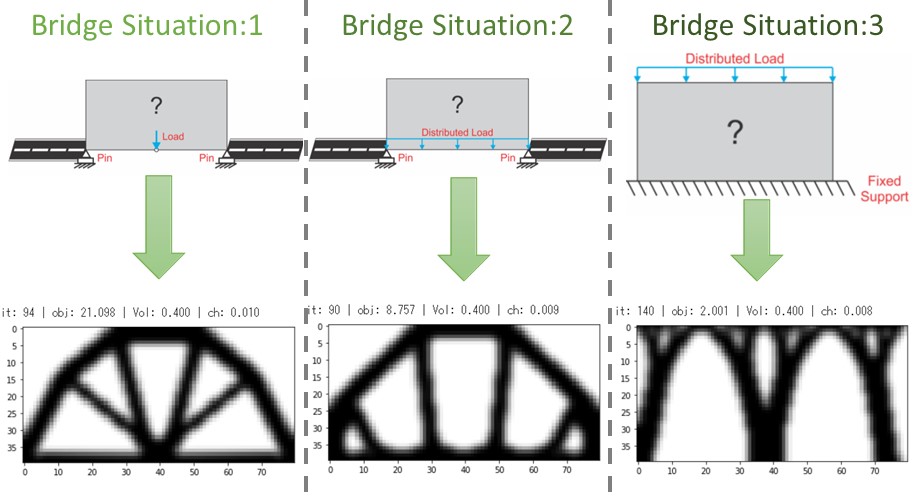 Bridge Situation:1
?
Load
Pin
Pin
it: 94 | obj: 21.098 | Vol: 0.400 | ch: 0.010
0
5
10
15
20
25
30
35
0 10 20 30 40 50 60 70
Bridge Situation:2
?
Distributed Load
Pin
Pin
it: 90 | obj: 8.757 | Vol: 0.400 | ch: 0.009
0
5
10
15
20
25
30
35
0 10 20 30 40 50 60 70
Bridge Situation:3
Distributed Load
?
Fixed
Support
it: 140 | obj: 2.001 | Vol: 0.400 | ch: 0.008
0
5
10
15
20
25
30
35
0 10 20 30 40 50 60 70